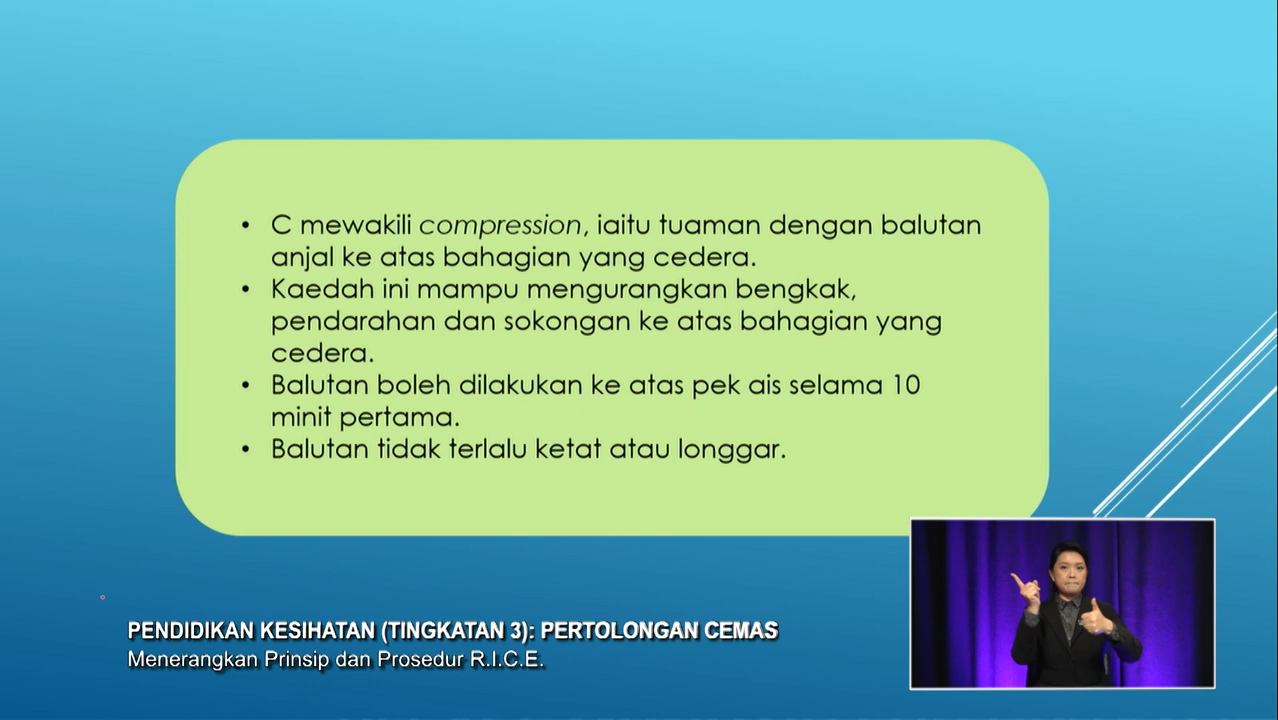 • C mewakili compression, iaitu tuaman dengan balutan
anjal ke atas bahagian yang cedera.
• Kaedah ini mampu mengurangkan bengkak,
pendarahan dan sokongan ke atas bahagian yang
cedera.
• Balutan boleh dilakukan ke atas pek ais selama 10
minit pertama.
• Balutan tidak terlalu ketat atau longgar.
PENDIDIKAN KESIHATAN (TINGKATAN 3): PERTOLONGAN CEMAS
Menerangkan Prinsip dan Prosedur R.I.C.E.